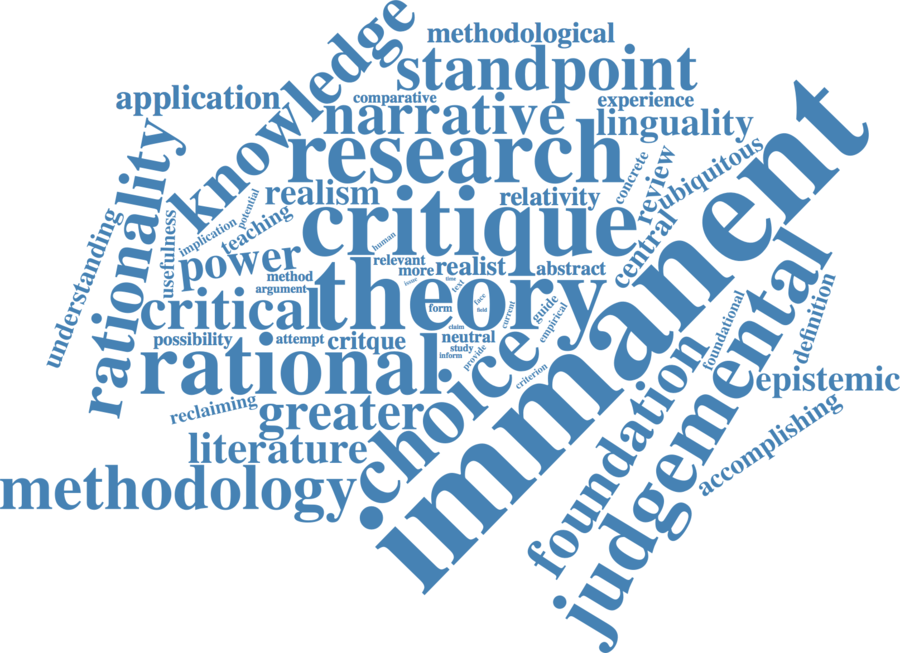 knowledge
methodological
standpoint
application
comparative
experience
narrative
linguality
immanent
research
rationality
concrete
review
ubiquitous
realism
relativity
potential
usefulness
critique
implication
teaching
central
understanding
human
power
relevant
more
realist
abstract
method
theory
issue
time
text
face
field
argument
critical
form
current
guide
empirical
judgemental
definition
foundational
possibility
attempt
critque
claim
neutral
study
inform
provide
rational
choice
criterion
foundation
epistemic
reclaiming
greater
accomplishing
literature
methodology